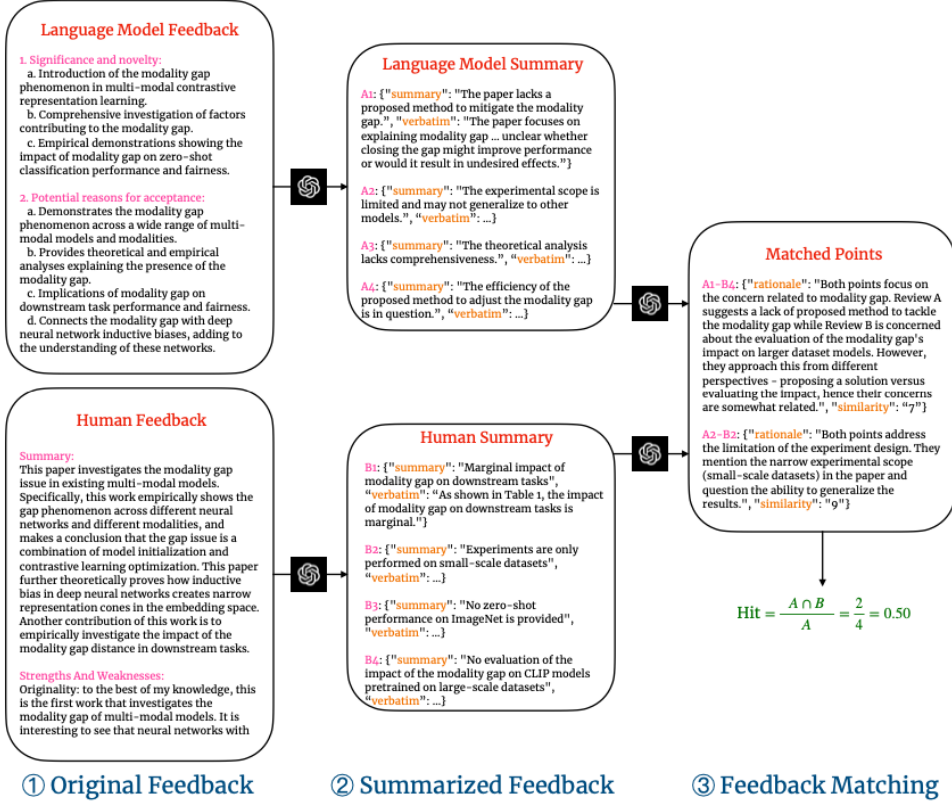 Language Model Feedback
1. Significance and novelty:
a. Introduction of the modality gap
phenomenon in multi-modal contrastive
representation learning.
b. Comprehensive investigation of factors
contributing to the modality gap.
c. Empirical demonstrations showing the
impact of modality gap on zero-shot
classification performance and fairness.
2. Potential reasons for acceptance:
a. Demonstrates the modality gap
phenomenon across a wide range of multi-
modal models and modalities.
b. Provides theoretical and empirical
analyses explaining the presence of the
modality gap.
c. Implications of modality gap on
downstream task performance and fairness.
d. Connects the modality gap with deep
neural network inductive biases, adding to
the understanding of these networks.
Human Feedback
Summary:
This paper investigates the modality gap
issue in existing multi-modal models.
Specifically, this work empirically shows the
gap phenomenon across different neural
networks and different modalities, and
makes a conclusion that the gap issue is a
combination of model initialization and
contrastive learning optimization. This paper
further theoretically proves how inductive
bias in deep neural networks creates narrow
representation cones in the embedding space.
Another contribution of this work is to
empirically investigate the impact of the
modality gap distance in downstream tasks.
Strengths And Weaknesses:
Originality: to the best of my knowledge, this
is the first work that investigates the
modality gap of multi-modal models. It is
interesting to see that neural networks with
① Original Feedback
Language Model Summary
A1: {"summary": "The paper lacks a
proposed method to mitigate the modality
gap.", "verbatim": "The paper focuses on
explaining modality gap ... unclear whether
closing the gap might improve performance
or would it result in undesired effects."}
A2: {"summary": "The experimental scope is
limited and may not generalize to other
models.", "verbatim": ...}
A3: {"summary": "The theoretical analysis
lacks comprehensiveness.", "verbatim": ...}
A4: {"summary": "The efficiency of the
proposed method to adjust the modality gap
is in question.", "verbatim": ...}
Human Summary
B1: {"summary": "Marginal impact of
modality gap on downstream tasks",
"verbatim": "As shown in Table 1, the impact
of modality gap on downstream tasks is
marginal."}
B2: {"summary": "Experiments are only
performed on small-scale datasets",
"verbatim": ...}
B3: {"summary": "No zero-shot
performance on ImageNet is provided",
"verbatim": ...}
B4: {"summary": "No evaluation of the
impact of the modality gap on CLIP models
pretrained on large-scale datasets",
"verbatim": ...}
② Summarized Feedback
Matched Points
A1-B4: {"rationale": "Both points focus on
the concern related to modality gap. Review A
suggests a lack of proposed method to tackle
the modality gap while Review B is concerned
about the evaluation of the modality gap's
impact on larger dataset models. However,
they approach this from different
perspectives - proposing a solution versus
evaluating the impact, hence their concerns
are somewhat related.", "similarity": "7"}
A2-B2: {"rationale": "Both points address
the limitation of the experiment design. They
mention the narrow experimental scope
(small-scale datasets) in the paper and
question the ability to generalize the
results.", "similarity": "9"}
Hit = A ∩ B / A = 2 / 4 = 0.50
③ Feedback Matching